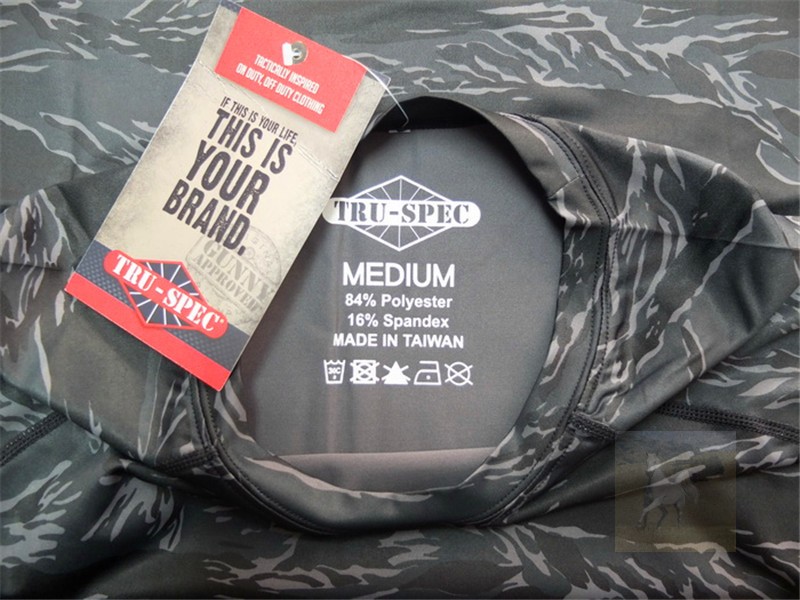 TACTICALLY INSPIRED
ON DUTY, OFF DUTY CLOTHING
IF THIS IS YOUR LIFE,
THIS IS
YOUR
BRAND.
GUNNY
APPROVED
TRU-SPEC®
TRU-SPEC
MEDIUM
84% Polyester
16% Spandex
MADE IN TAIWAN
30C